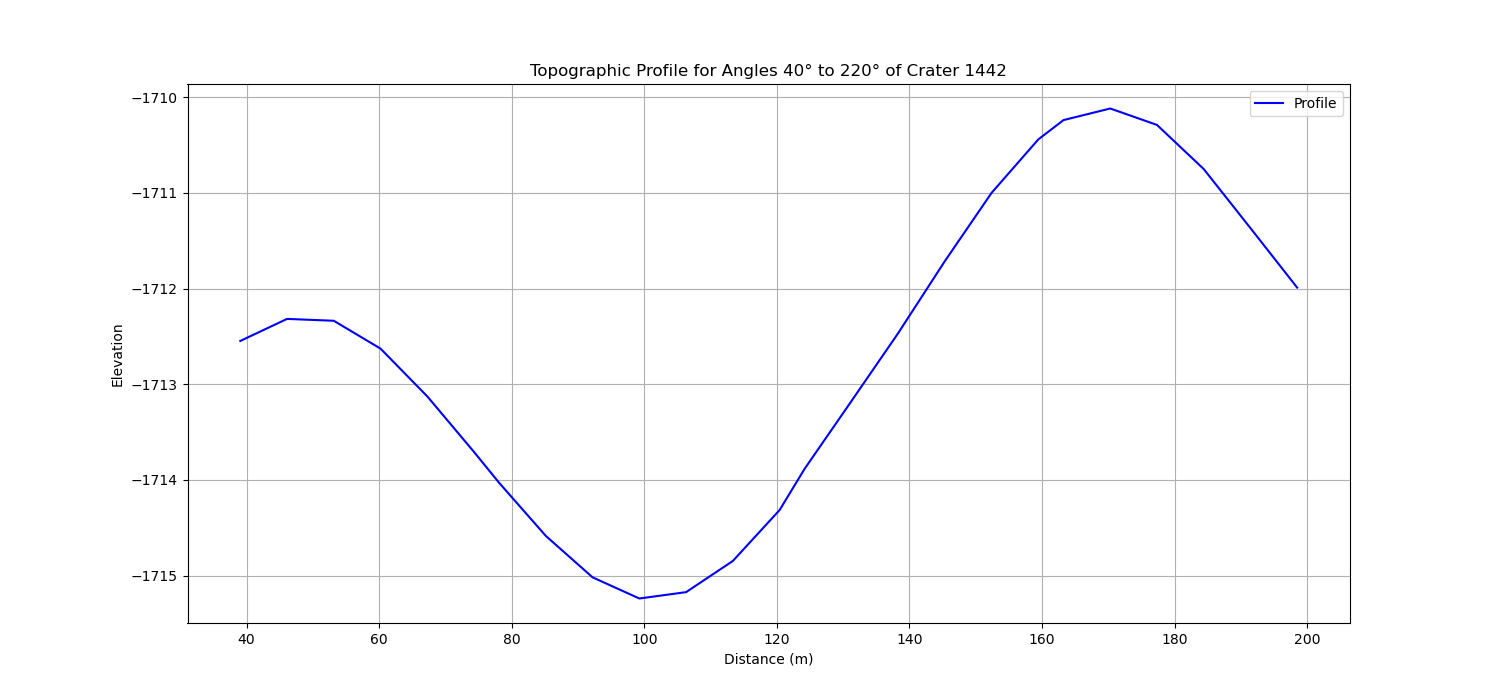 Topographic Profile for Angles 40° to 220° of Crater 1442
Profile
−1710
−1711
−1712
−1713
−1714
−1715
Elevation
40 60 80 100 120 140 160 180 200
Distance (m)